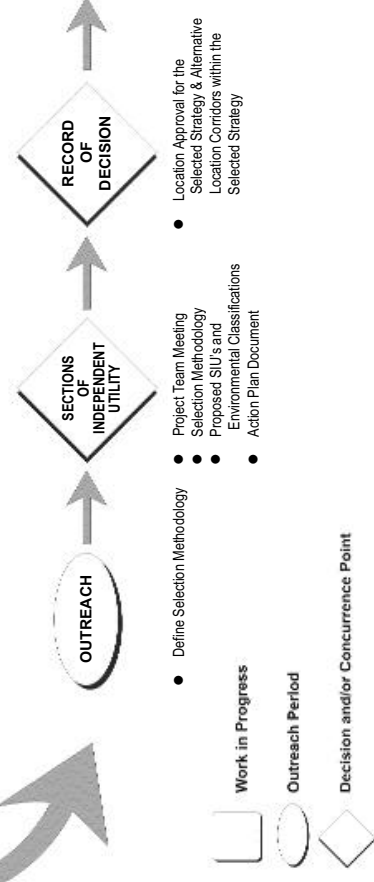 OUTREACH
SECTIONS
OF
INDEPENDENT
UTILITY
RECORD
OF
DECISION
● Define Selection Methodology
● Project Team Meeting
● Selection Methodology
● Proposed SIU's and
Environmental Classifications
● Action Plan Document
● Location Approval for the
Selected Strategy & Alternative
Location Corridors within the
Selected Strategy
Work in Progress
Outreach Period
Decision and/or Concurrence Point